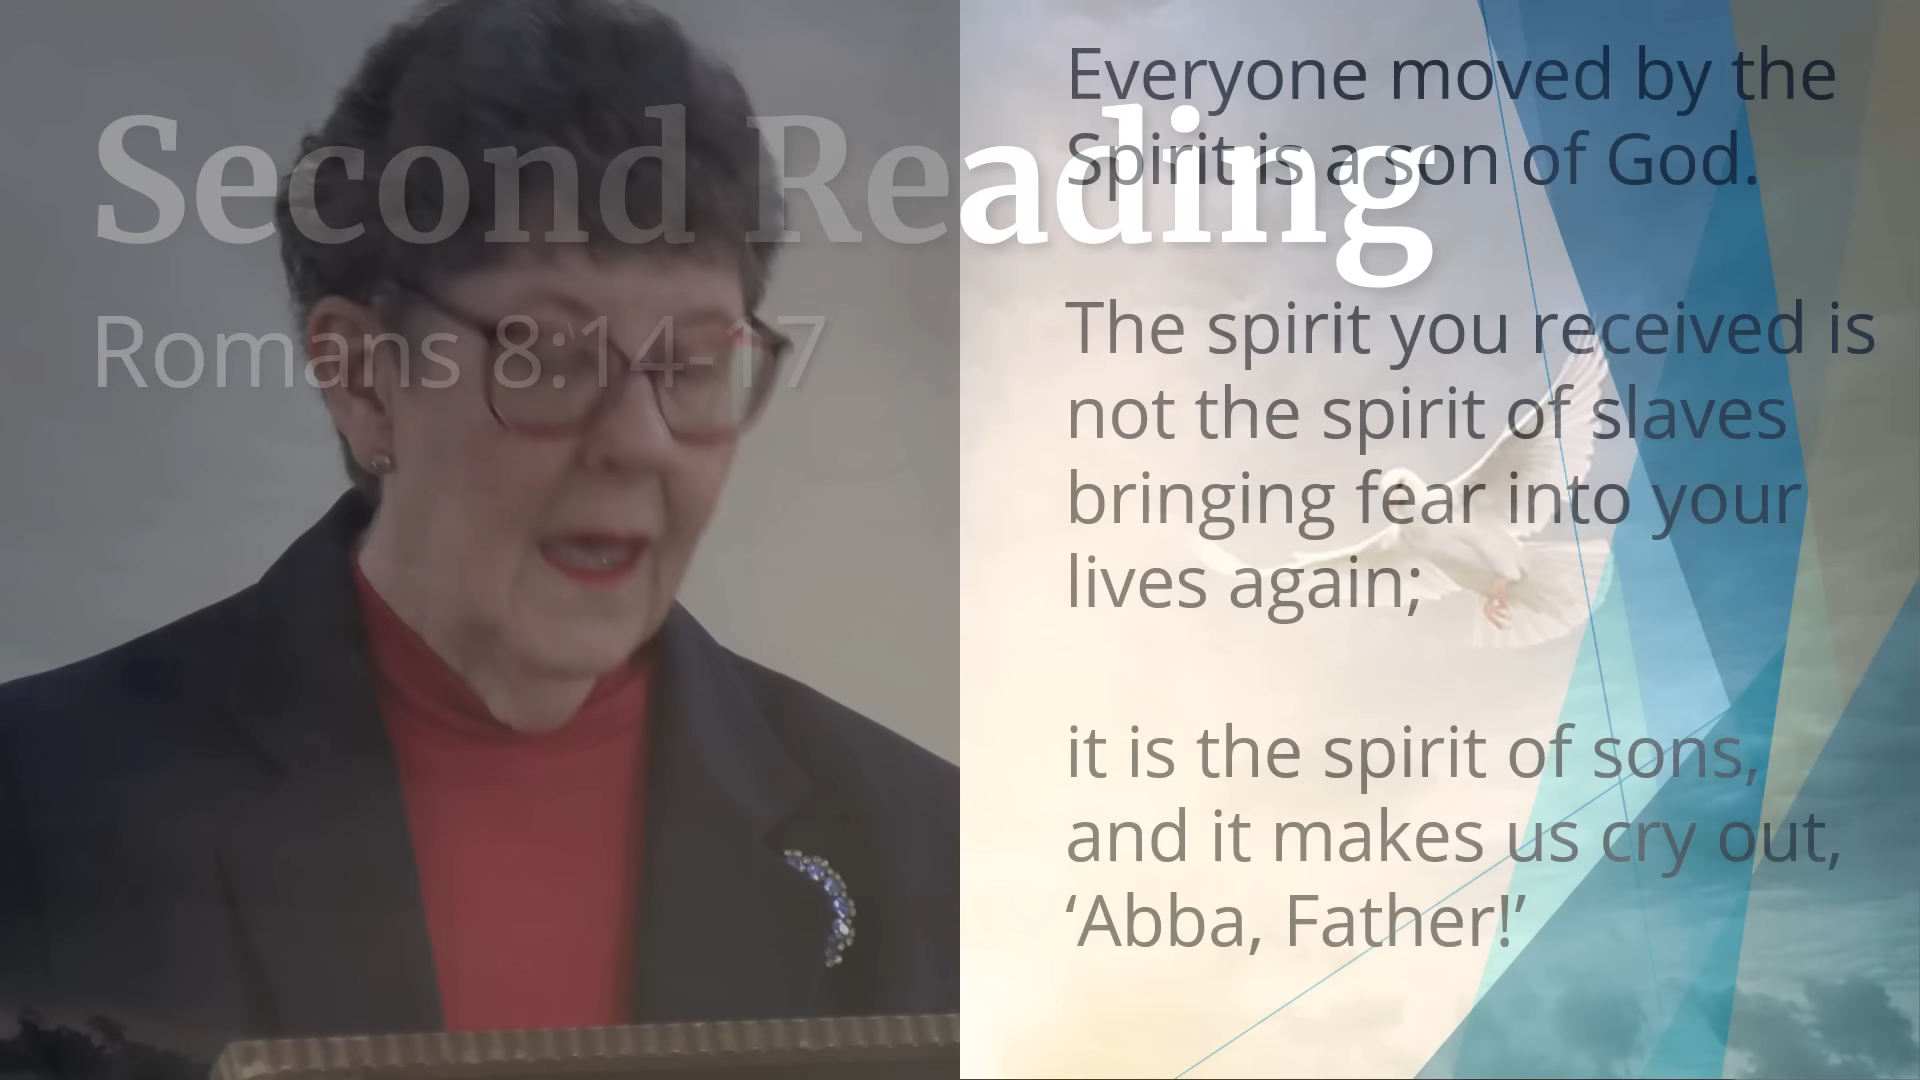 Second Reading
Romans 8:14-17
Everyone moved by the
Spirit is a son of God.
The spirit you received is
not the spirit of slaves
bringing fear into your
lives again;
it is the spirit of sons,
and it makes us cry out,
‘Abba, Father!’